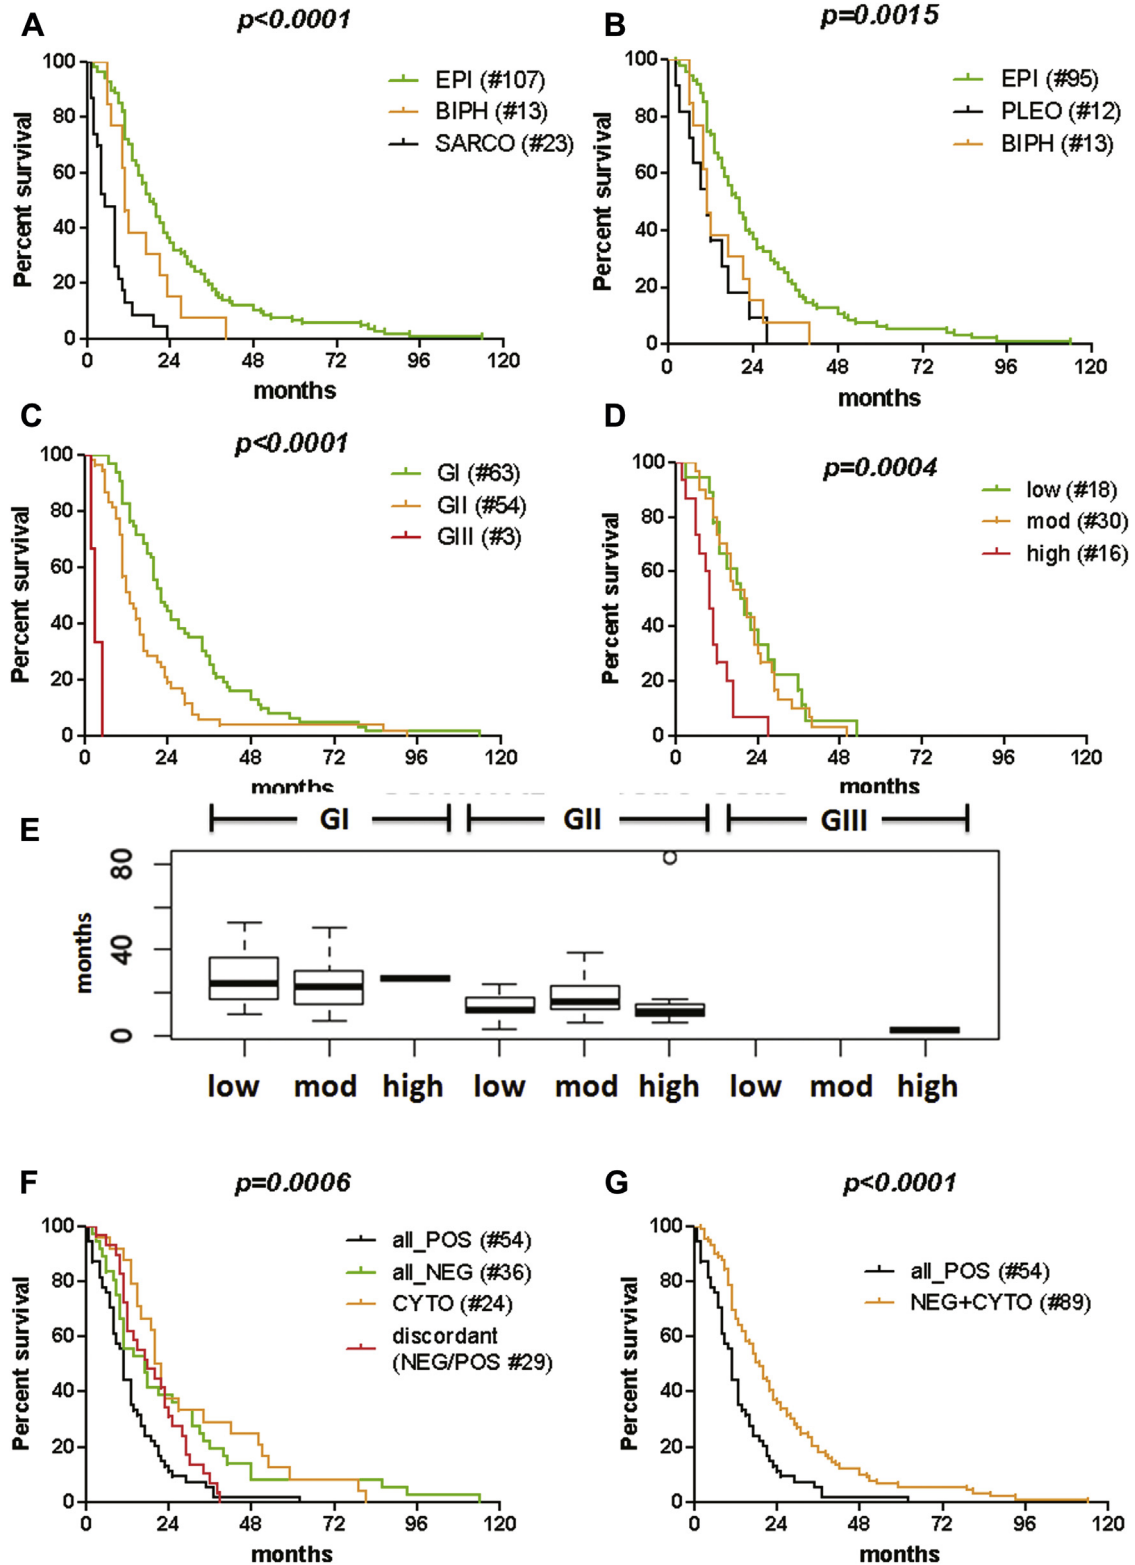 A
p<0.0001
100
80
60
40
20
0
0 24 48 72 96 120
Percent survival
months
EPI (#107)
BIPH (#13)
SARCO (#23)
B
p=0.0015
100
80
60
40
20
0
0 24 48 72 96 120
Percent survival
months
EPI (#95)
PLEO (#12)
BIPH (#13)
C
p<0.0001
100
80
60
40
20
0
0 24 48 72 96 120
Percent survival
months
GI (#63)
GII (#54)
GIII (#3)
D
p=0.0004
100
80
60
40
20
0
0 24 48 72 96 120
Percent survival
months
low (#18)
mod (#30)
high (#16)
E
GI GII GIII
80
40
0
months
low mod high low mod high low mod high
F
p=0.0006
100
80
60
40
20
0
0 24 48 72 96 120
Percent survival
months
all_POS (#54)
all_NEG (#36)
CYTO (#24)
discordant
(NEG/POS #29)
G
p<0.0001
100
80
60
40
20
0
0 24 48 72 96 120
Percent survival
months
all_POS (#54)
NEG+CYTO (#89)